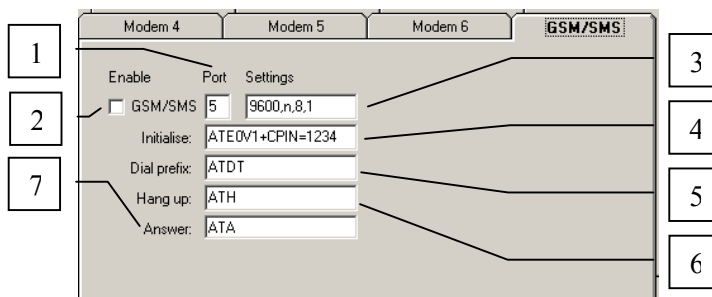 Modem 4 Modem 5 Modem 6 GSM/SMS
1
3
Enable Port Settings
2
GSM/SMS 5 9600,n,8,1
4
Initialise: ATE0V1+CPIN=1234
7
Dial prefix: ATDT
5
Hang up: ATH
Answer: ATA
6